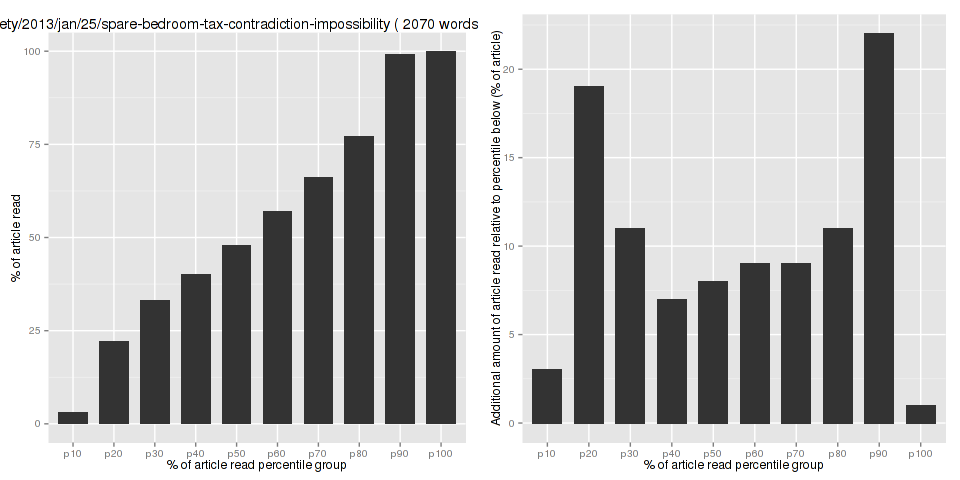 ety/2013/jan/25/spare-bedroom-tax-contradiction-impossibility ( 2070 words
% of article read
100
75
50
25
0
p10 p20 p30 p40 p50 p60 p70 p80 p90 p100
% of article read percentile group
Additional amount of article read relative to percentile below (% of article)
20
15
10
5
0
p10 p20 p30 p40 p50 p60 p70 p80 p90 p100
% of article read percentile group